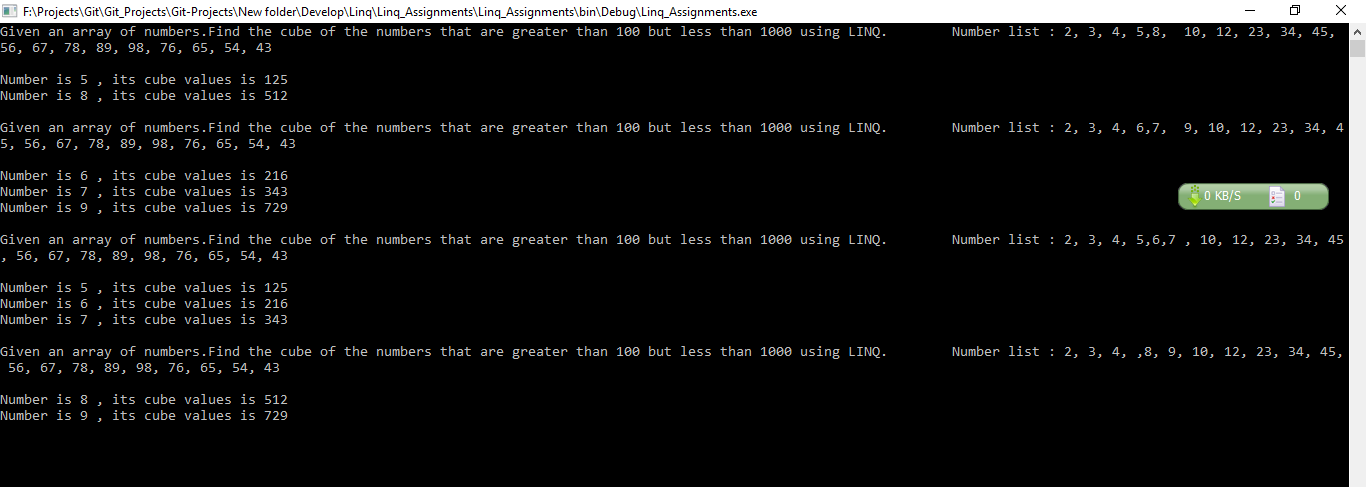 F:\Projects\Git\Git_Projects\Git-Projects\New folder\Develop\Linq\Linq_Assignments\Linq_Assignments\bin\Debug\Linq_Assignments.exe
Given an array of numbers.Find the cube of the numbers that are greater than 100 but less than 1000 using LINQ.        Number list : 2, 3, 4, 5,8,  10, 12, 23, 34, 45,
56, 67, 78, 89, 98, 76, 65, 54, 43
Number is 5 , its cube values is 125
Number is 8 , its cube values is 512
Given an array of numbers.Find the cube of the numbers that are greater than 100 but less than 1000 using LINQ.        Number list : 2, 3, 4, 6,7,  9, 10, 12, 23, 34, 4
5, 56, 67, 78, 89, 98, 76, 65, 54, 43
Number is 6 , its cube values is 216
Number is 7 , its cube values is 343
0 KB/S 0
Number is 9 , its cube values is 729
Given an array of numbers.Find the cube of the numbers that are greater than 100 but less than 1000 using LINQ.        Number list : 2, 3, 4, 5,6,7 , 10, 12, 23, 34, 45
, 56, 67, 78, 89, 98, 76, 65, 54, 43
Number is 5 , its cube values is 125
Number is 6 , its cube values is 216
Number is 7 , its cube values is 343
Given an array of numbers.Find the cube of the numbers that are greater than 100 but less than 1000 using LINQ.        Number list : 2, 3, 4, ,8, 9, 10, 12, 23, 34, 45,
 56, 67, 78, 89, 98, 76, 65, 54, 43
Number is 8 , its cube values is 512
Number is 9 , its cube values is 729